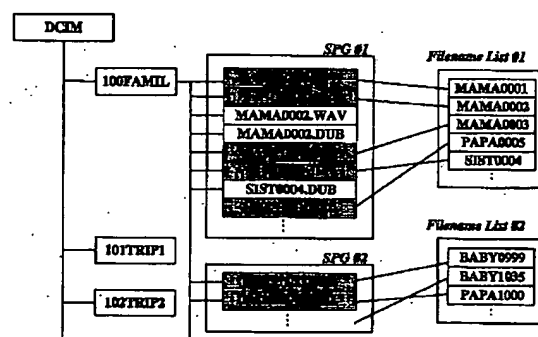 DCIM
100FAMIL
101TRIP1
102TRIP2
SPG #1
MAMA0002.WAV
MAMA0002.DUB
SIST0004.DUB
SPG #2
Filename List #1
MAMA0001
MAMA0002
MAMA0003
PAPA0005
SIST0004
Filename List #2
BABY0999
BABY1035
PAPA1000